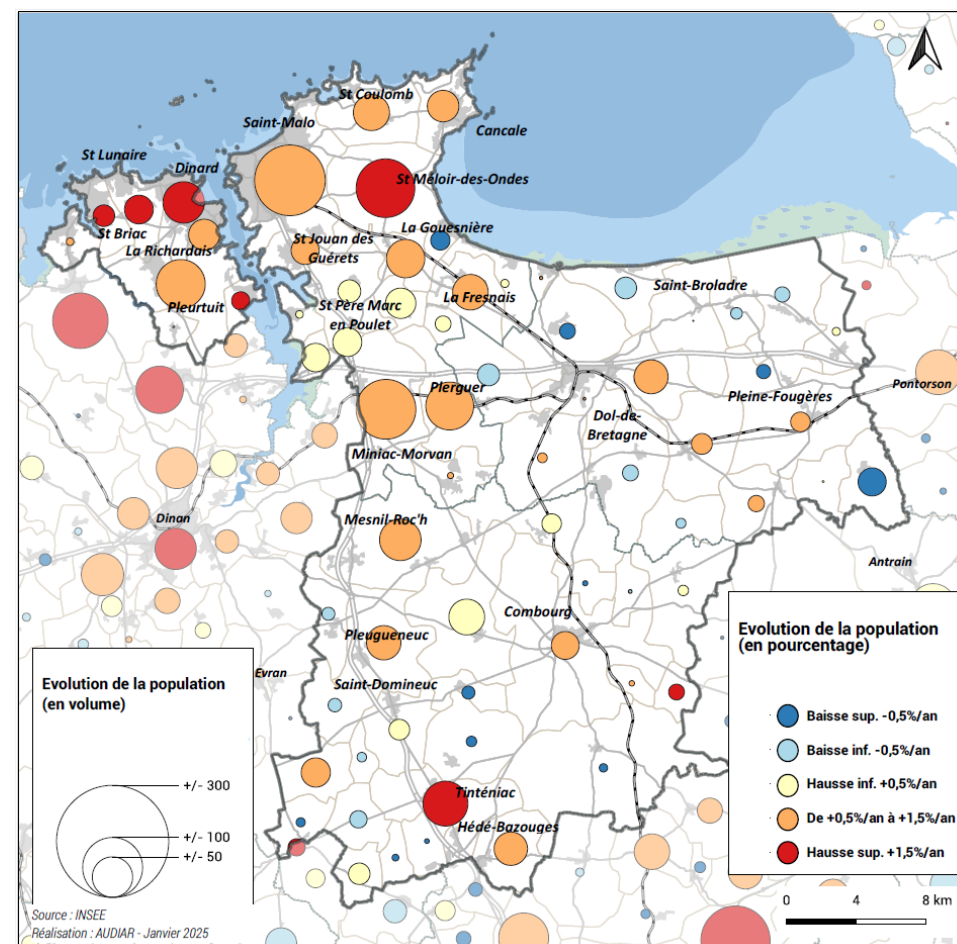 St Coulomb
Saint-Malo
Cancale
St Lunaire
Dinard
St Méloir-des-Ondes
St Briac
La Richardais
St Jouan des
Guérets
La Gouesnière
Pleurtuit
St Père Marc
en Poulet
La Fresnais
Saint-Broladre
Plerguer
Miniac-Morvan
Dol-de-
Bretagne
Pleine-Fougères
Pontorson
Dinan
Mesnil-Roc'h
Antrain
Combourg
Pleugueneuc
Evran
Saint-Domineuc
Tinténiac
Hédé-Bazouges
Evolution de la population
(en volume)
+/- 300
+/- 100
+/- 50
Evolution de la population
(en pourcentage)
Baisse sup. -0,5%/an
Baisse inf. -0,5%/an
Hausse inf. +0,5%/an
De +0,5%/an à +1,5%/an
Hausse sup. +1,5%/an
0 4 8 km
Source : INSEE
Réalisation : AUDIAR - Janvier 2025